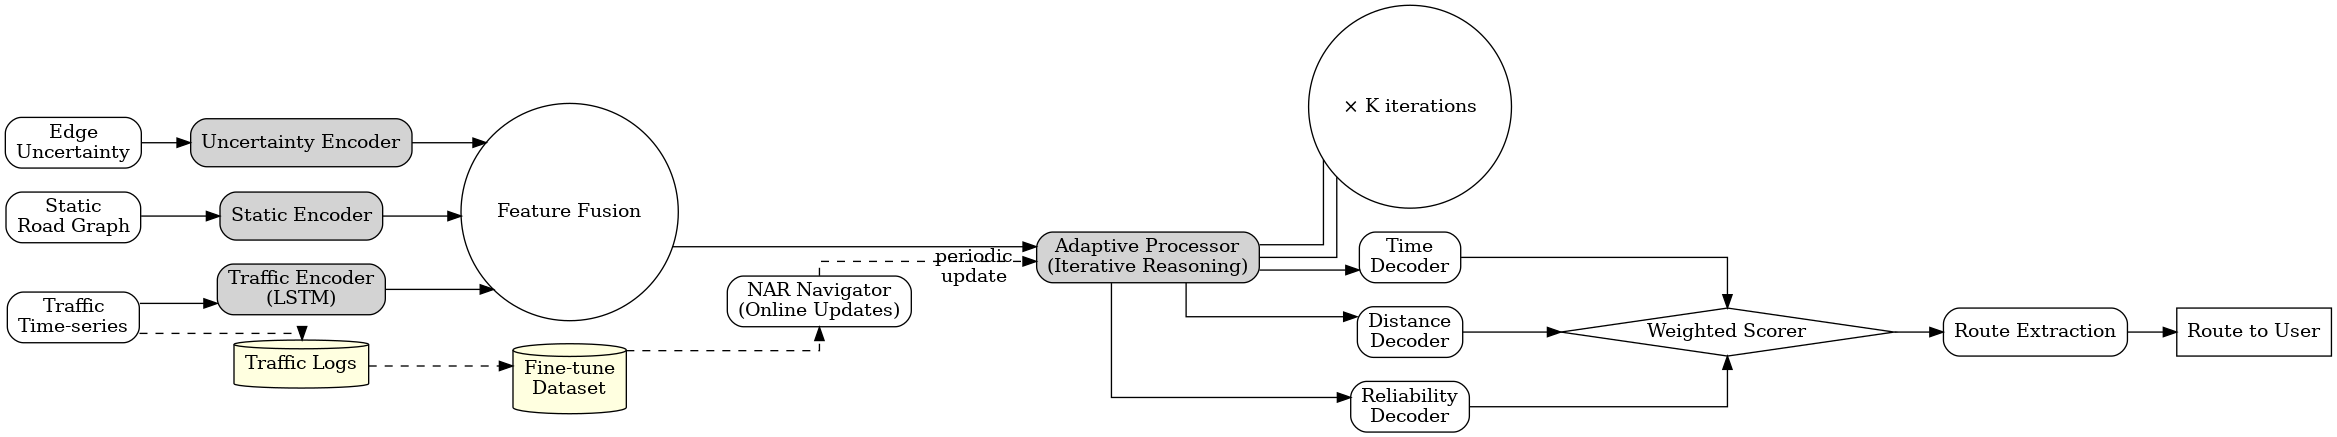 Edge
Uncertainty
Uncertainty Encoder
Static
Road Graph
Static Encoder
Traffic
Time-series
Traffic Encoder
(LSTM)
Traffic Logs
Feature Fusion
Fine-tune
Dataset
NAR Navigator
(Online Updates)
periodic
update
Adaptive Processor
(Iterative Reasoning)
× K iterations
Time
Decoder
Distance
Decoder
Reliability
Decoder
Weighted Scorer
Route Extraction
Route to User